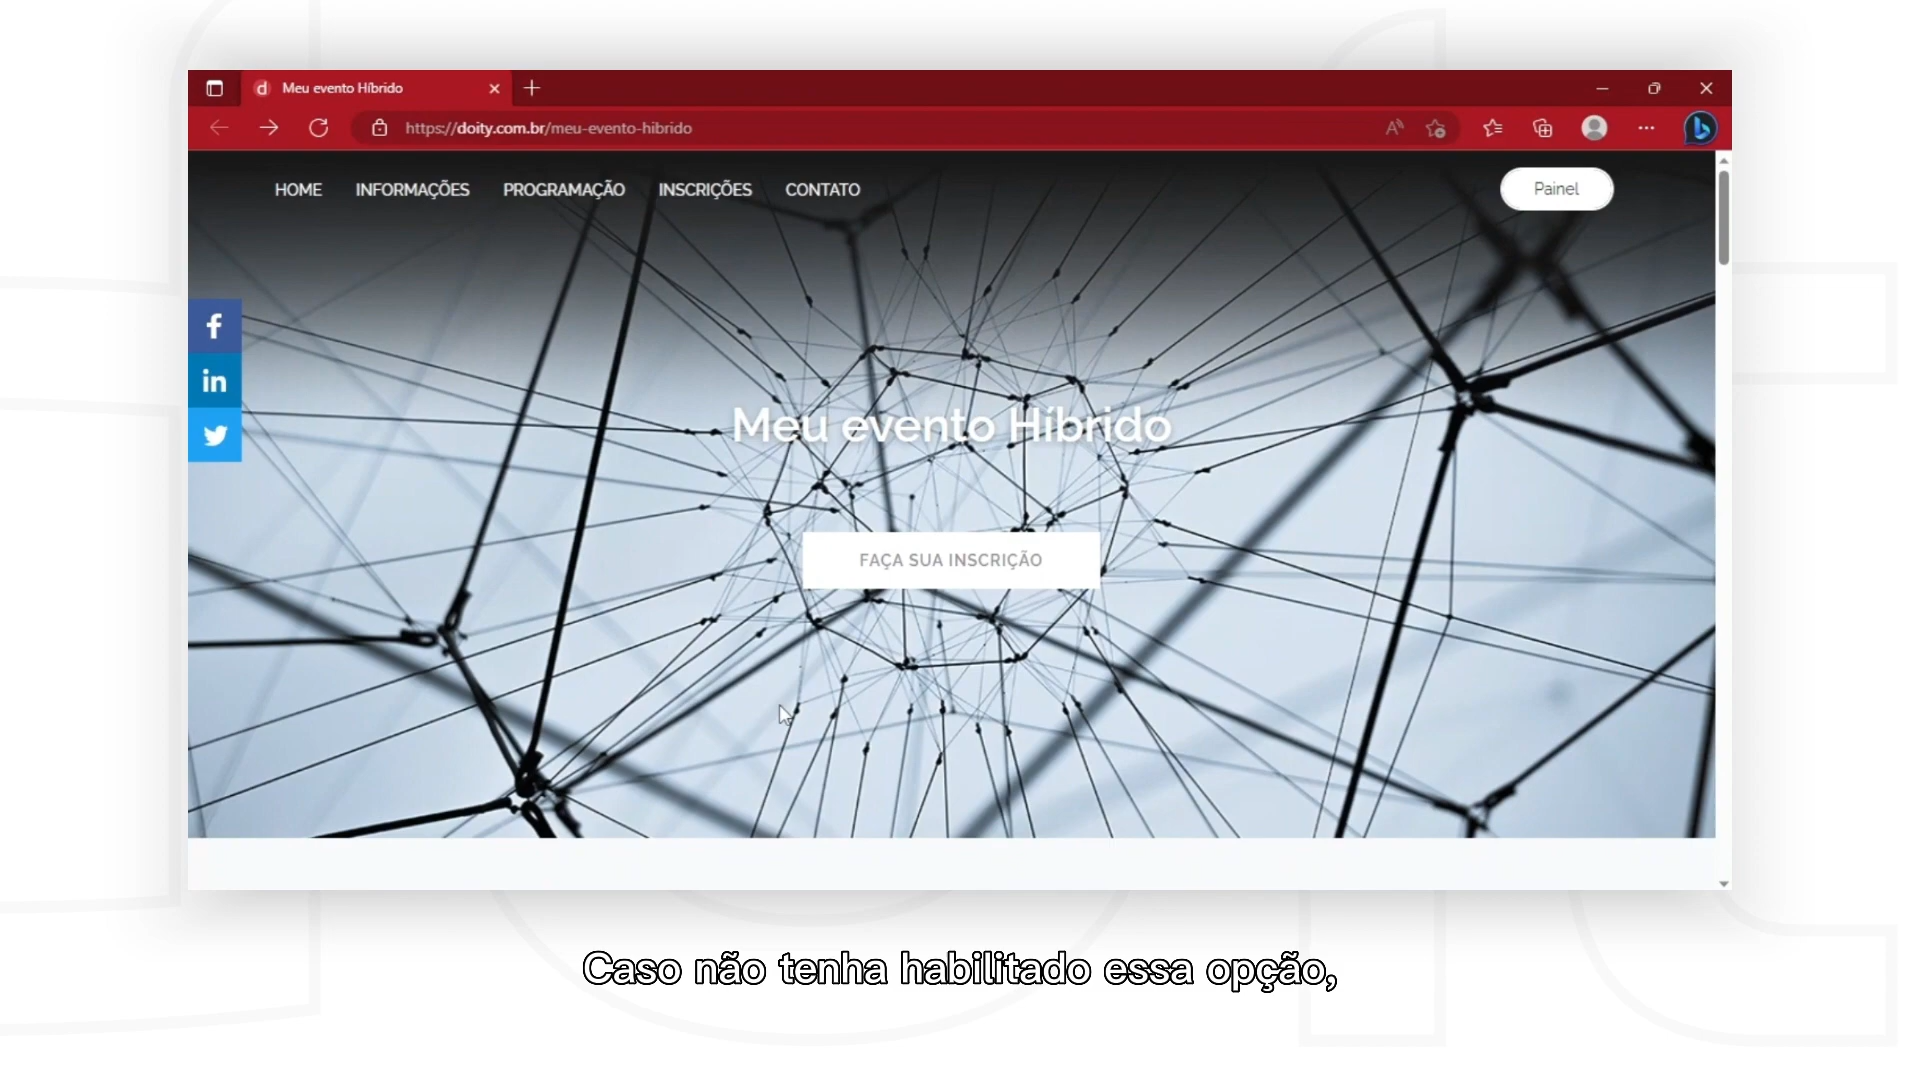 Meu evento Híbrido
https://doity.com.br/meu-evento-hibrido
HOME INFORMAÇÕES PROGRAMAÇÃO INSCRIÇÕES CONTATO
Painel
Meu evento Híbrido
FAÇA SUA INSCRIÇÃO
Caso não tenha habilitado essa opção,